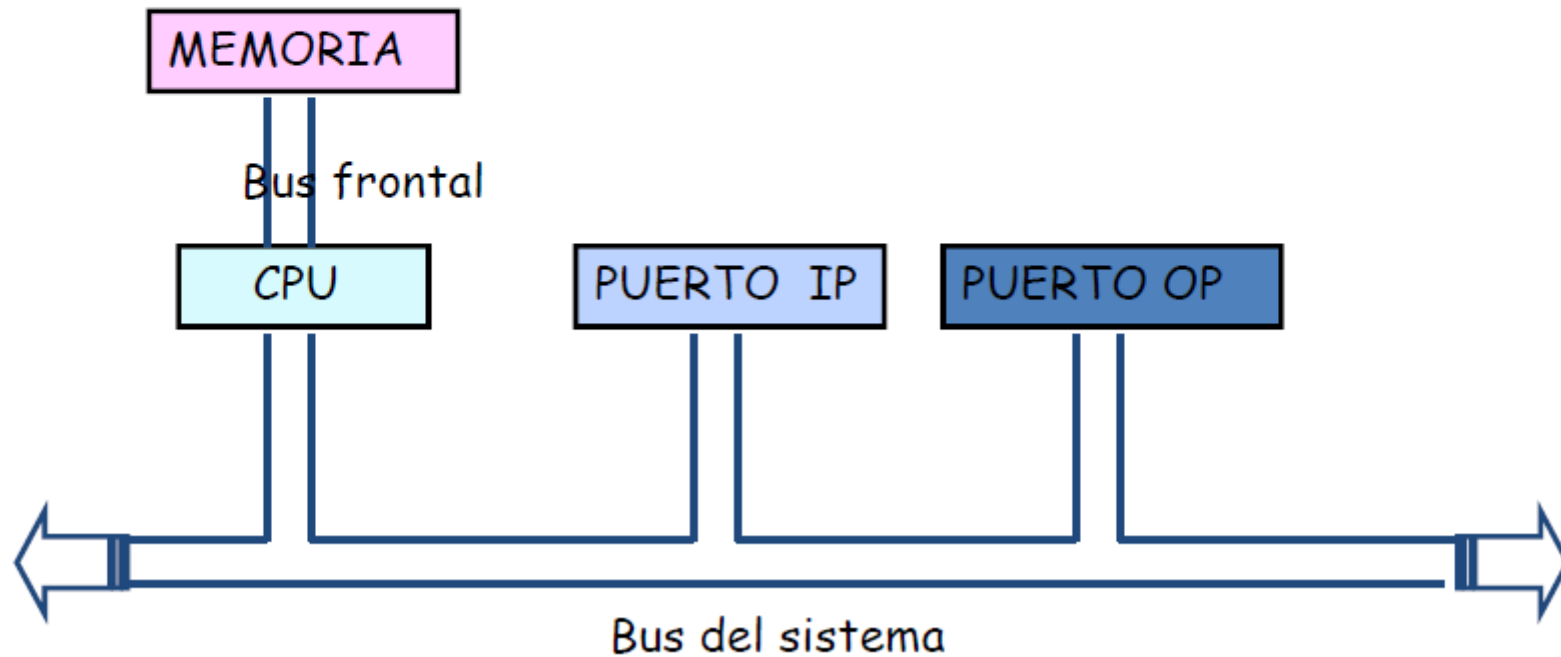 MEMORIA
Bus frontal
CPU
PUERTO IP
PUERTO OP
Bus del sistema